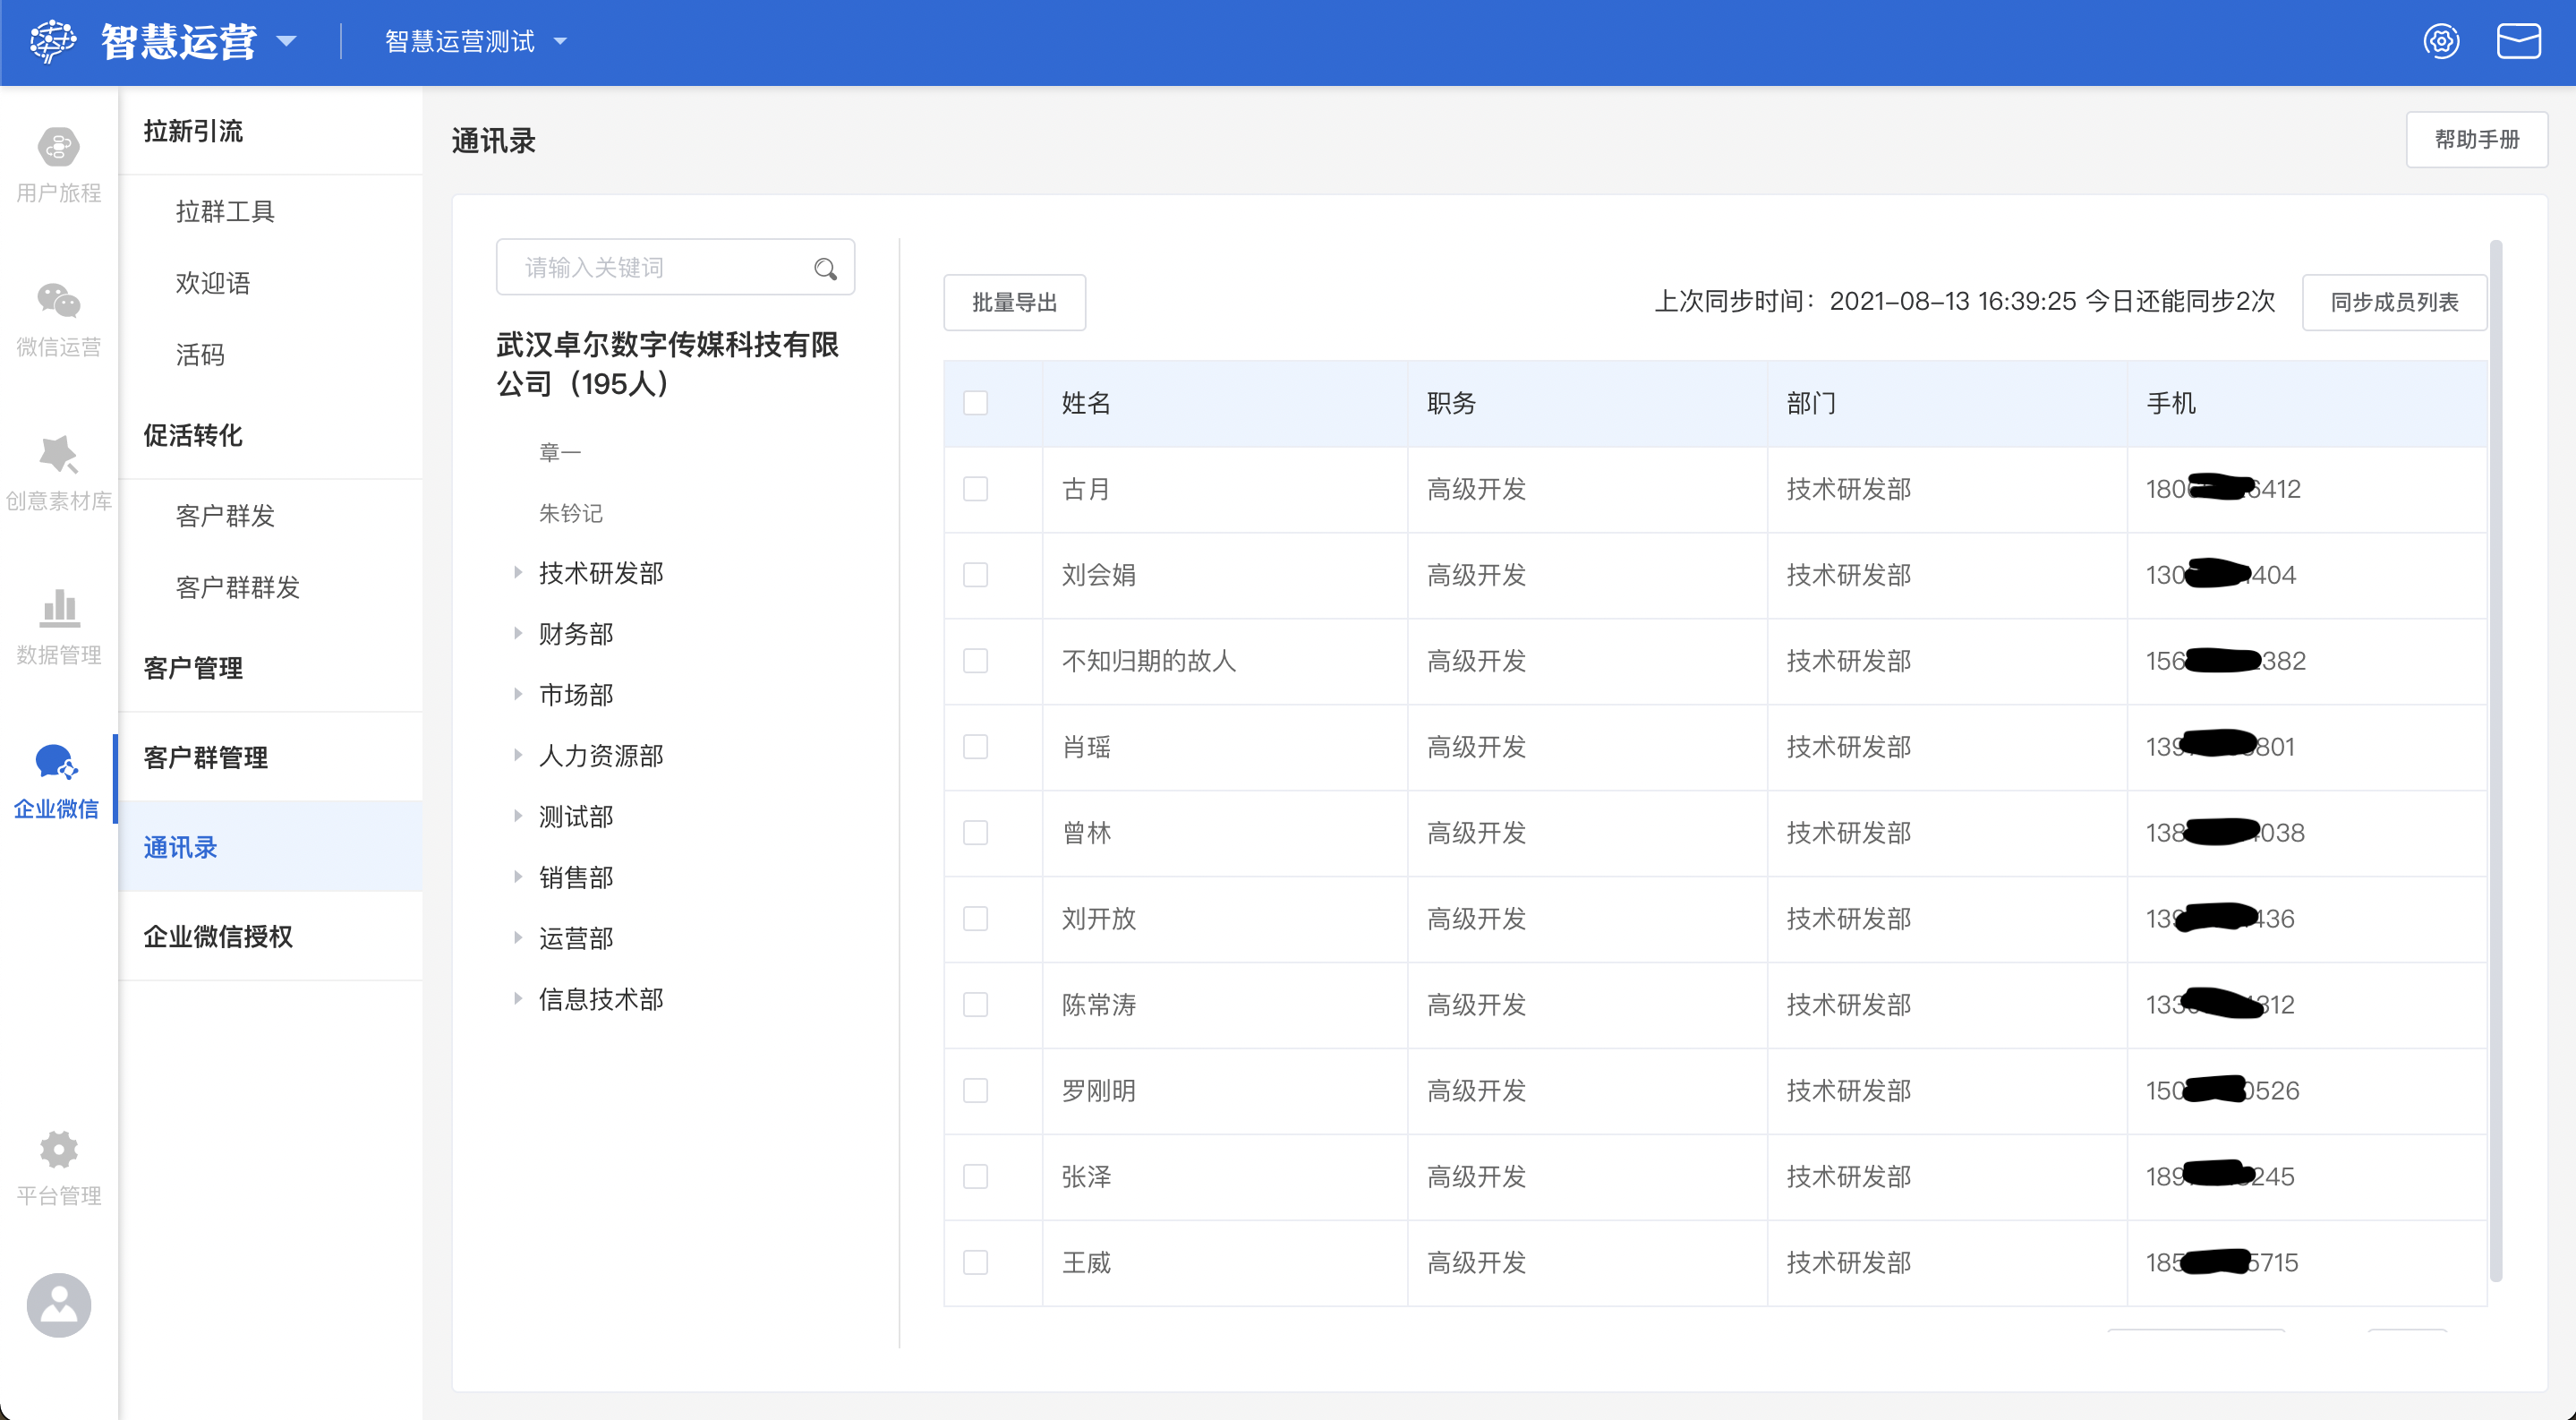 智慧运营
智慧运营测试
用户旅程
微信运营
创意素材库
数据管理
企业微信
平台管理
拉新引流
拉群工具
欢迎语
活码
促活转化
客户群发
客户群群发
客户管理
客户群管理
通讯录
企业微信授权
通讯录
帮助手册
请输入关键词
武汉卓尔数字传媒科技有限
公司（195人）
章一
朱铃记
技术研发部
财务部
市场部
人力资源部
测试部
销售部
运营部
信息技术部
批量导出
上次同步时间：2021-08-13 16:39:25 今日还能同步2次
同步成员列表
姓名 职务 部门 手机
古月 高级开发 技术研发部 180 6412
刘会娟 高级开发 技术研发部 130 404
不知归期的故人 高级开发 技术研发部 156 382
肖瑶 高级开发 技术研发部 139 801
曾林 高级开发 技术研发部 138 038
刘开放 高级开发 技术研发部 139 436
陈常涛 高级开发 技术研发部 133 312
罗刚明 高级开发 技术研发部 150 0526
张泽 高级开发 技术研发部 189 245
王威 高级开发 技术研发部 185 5715